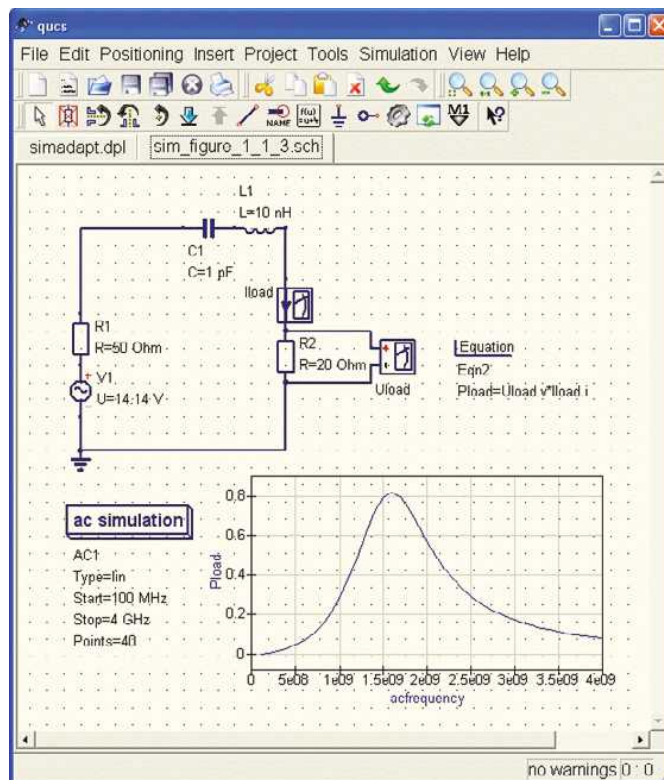 qucs
File Edit Positioning Insert Project Tools Simulation View Help
NAME
simadapt.dpl
sim_figuro_1_1_3.sch
L1
L=10 nH
C1
C=1 pF
Iload
R1
R=50 Ohm
R2
R=20 Ohm
V1
U=14.14 V
Uload
Equation
Eqn2
Pload=Uload.v*Iload.i
ac simulation
AC1
Type=lin
Start=100 MHz
Stop=4 GHz
Points=40
Pload
0.8
0.6
0.4
0.2
0
0 5e08 1e09 1.5e09 2e09 2.5e09 3e09 3.5e09 4e09
acfrequency
no warnings 0 : 0